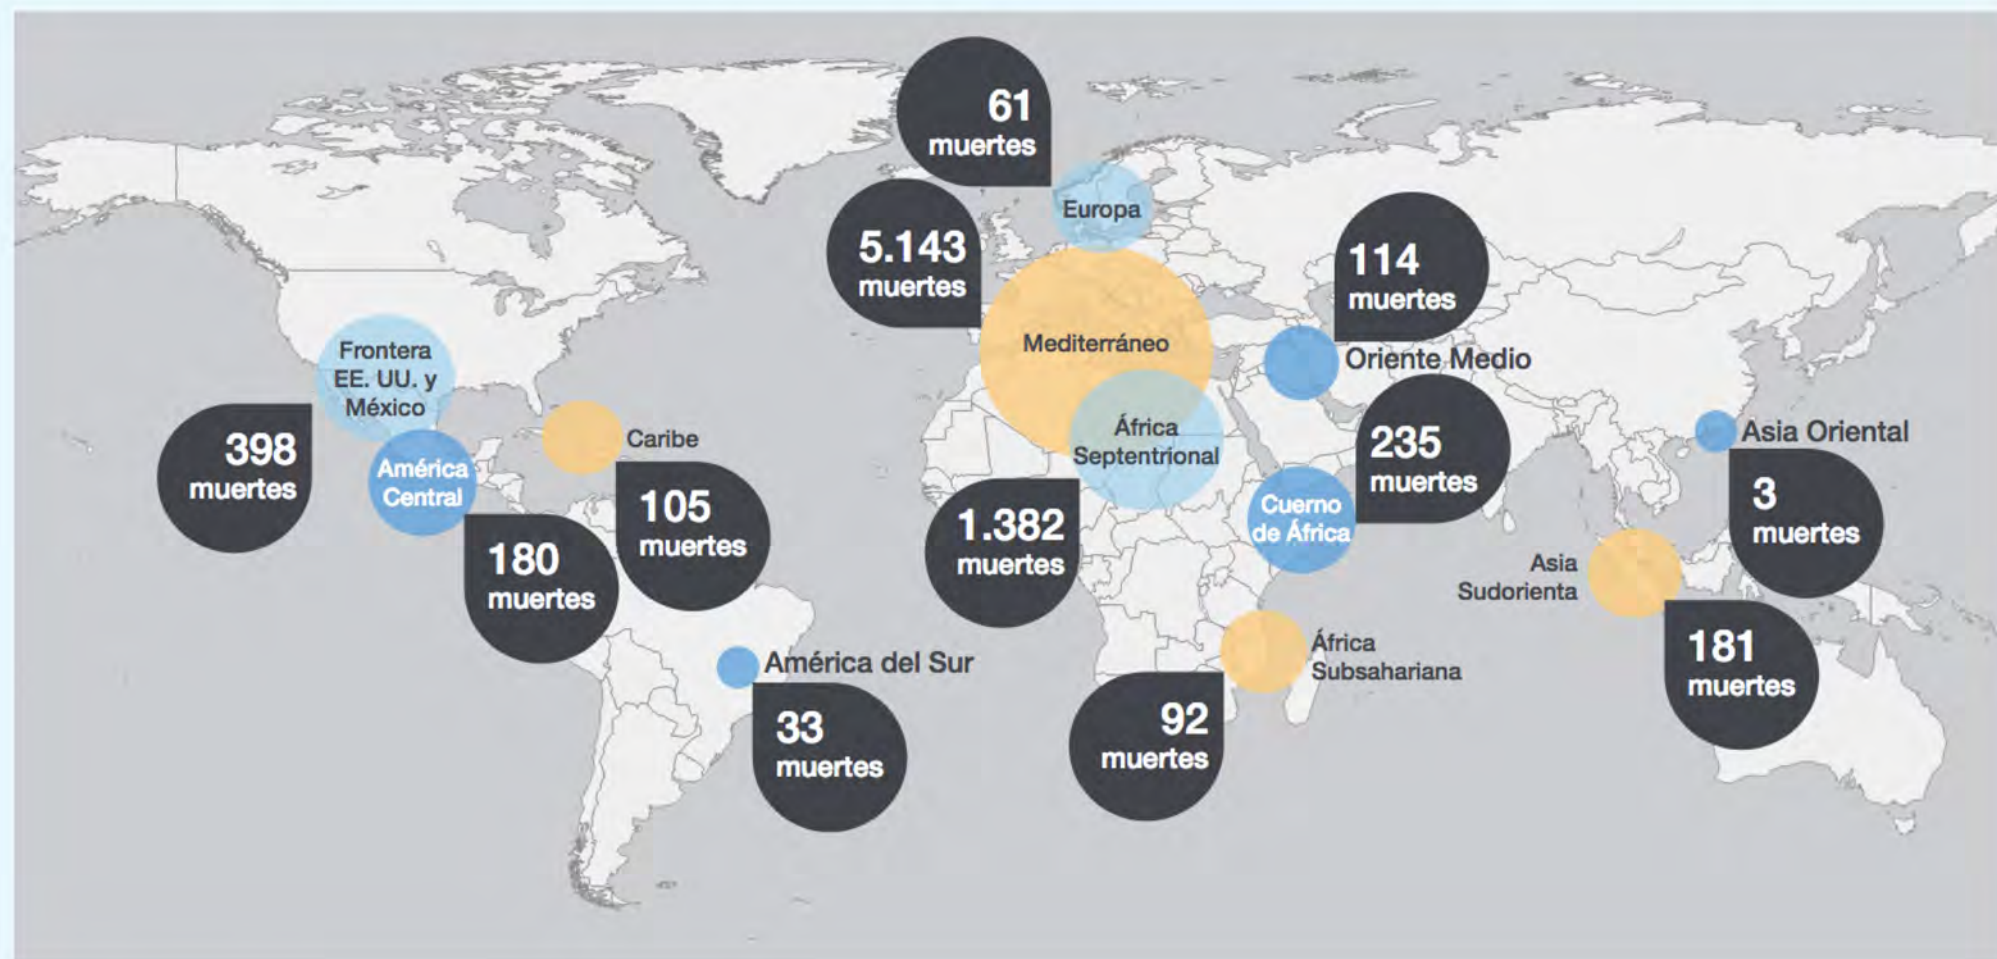 61
muertes
Europa
5.143
muertes
114
muertes
Mediterráneo
Oriente Medio
Frontera
EE. UU. y
México
398
muertes
América
Central
Caribe
África
Septentrional
235
muertes
Asia Oriental
180
muertes
105
muertes
1.382
muertes
Cuerno
de África
3
muertes
Asia
Sudorienta
181
muertes
América del Sur
33
muertes
África
Subsahariana
92
muertes